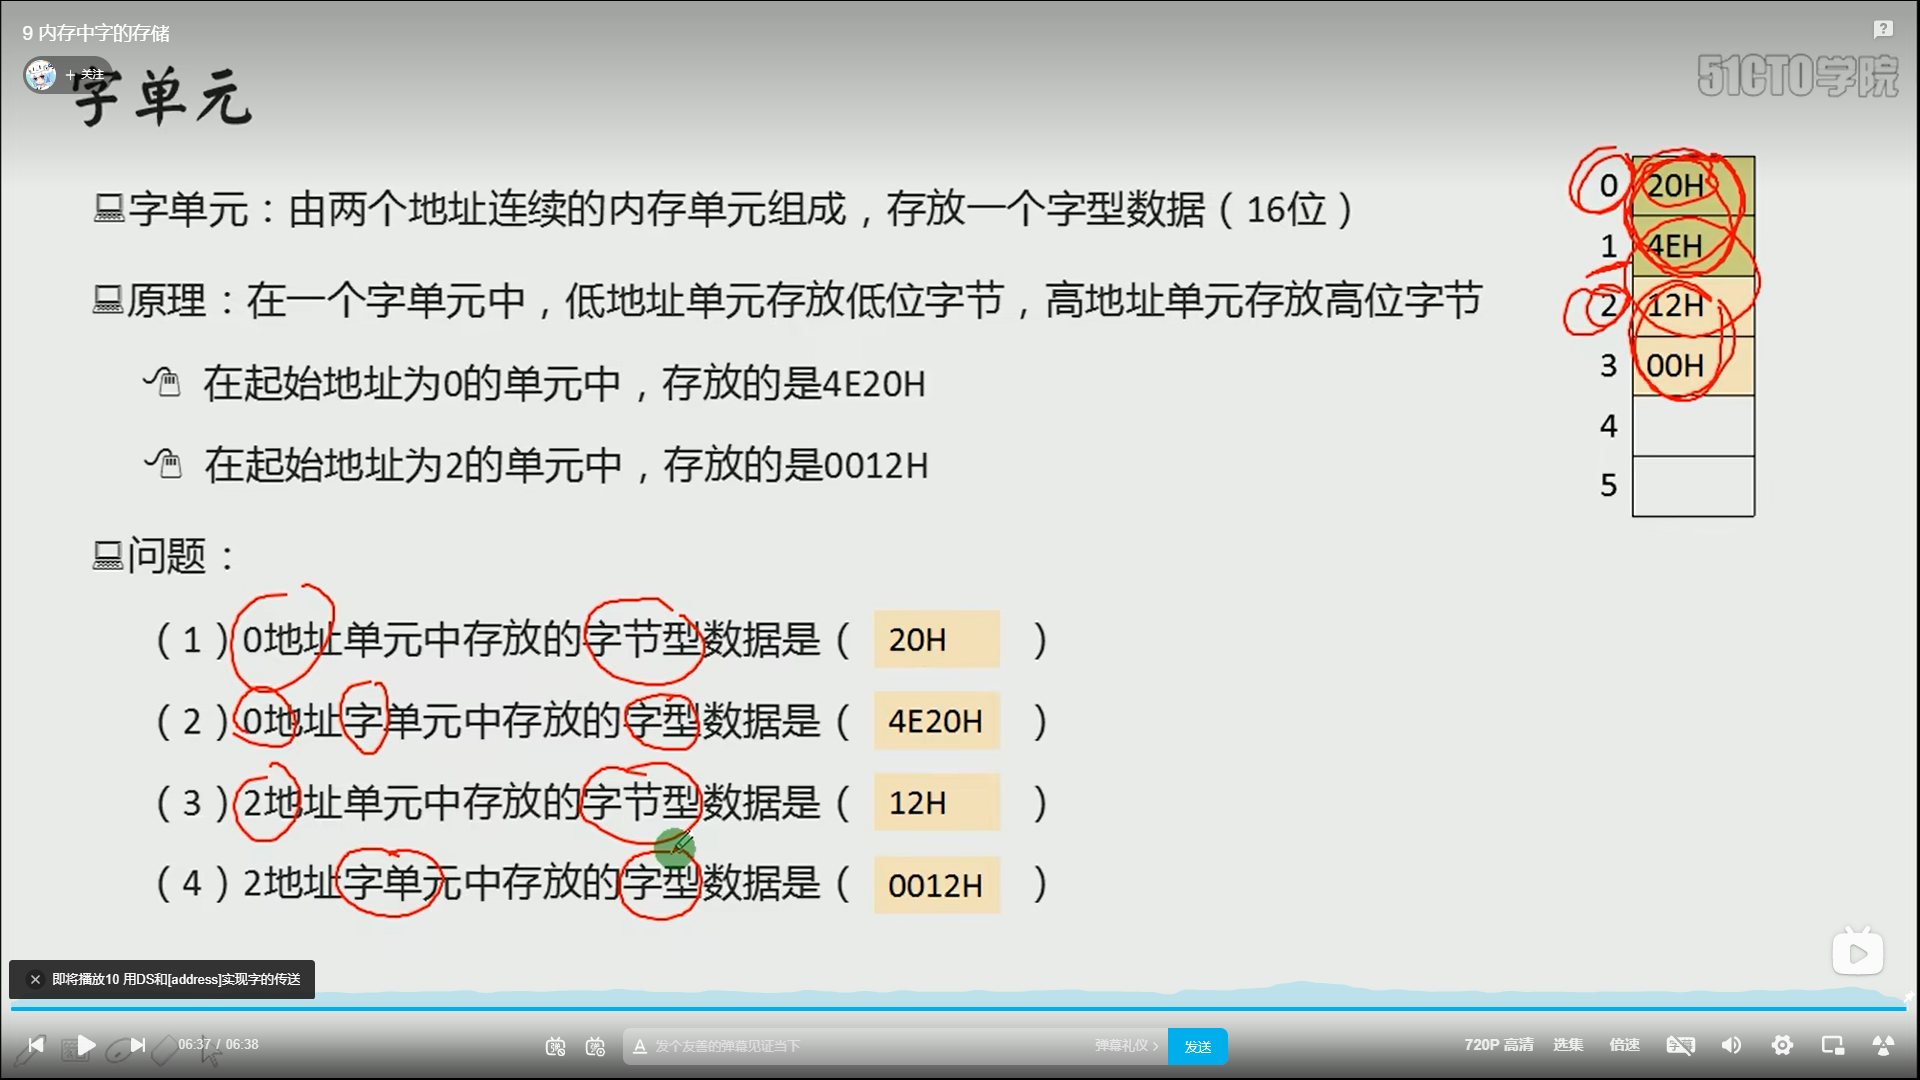 9 内存中字的存储
+ 关注
51CTO学院
字单元
字单元：由两个地址连续的内存单元组成，存放一个字型数据（16位）
原理：在一个字单元中，低地址单元存放低位字节，高地址单元存放高位字节
在起始地址为0的单元中，存放的是4E20H
在起始地址为2的单元中，存放的是0012H
0 20H
1 4EH
2 12H
3 00H
4
5
问题：
（1）0地址单元中存放的字节型数据是（ 20H ）
（2）0地址字单元中存放的字型数据是（ 4E20H ）
（3）2地址单元中存放的字节型数据是（ 12H ）
（4）2地址字单元中存放的字型数据是（ 0012H ）
即将播放10 用DS和[address]实现字的传送
06:37 / 06:38
发个友善的弹幕见证当下
弹幕礼仪 >
发送
720P 高清
选集
倍速